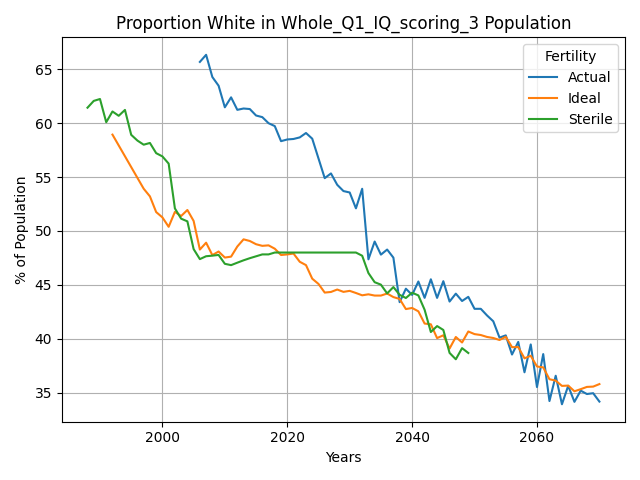 Proportion White in Whole_Q1_IQ_scoring_3 Population
Fertility
Actual
Ideal
Sterile
% of Population
65
60
55
50
45
40
35
2000
2020
2040
2060
Years